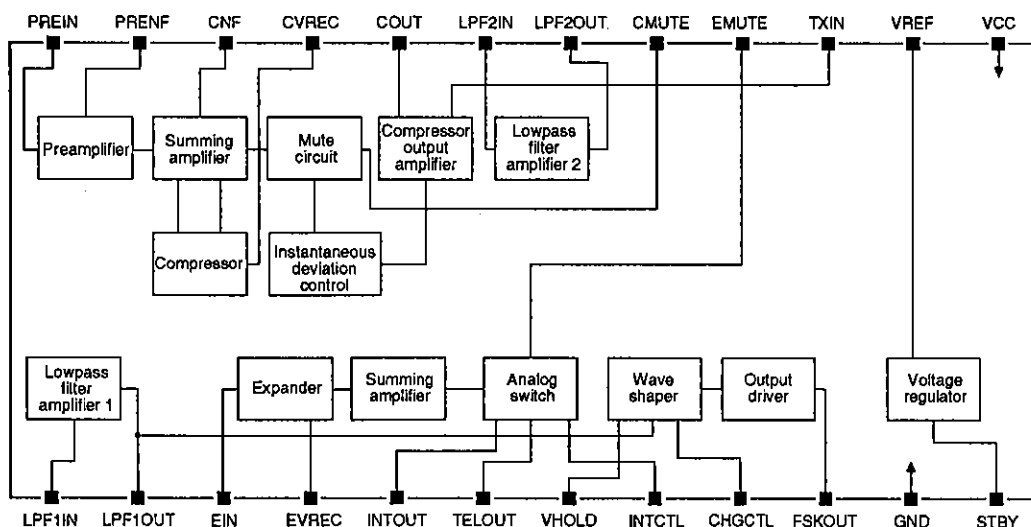 PREIN PRENF CNF CVREC COUT LPF2IN LPF2OUT. CMUTE EMUTE TXIN VREF VCC
Preamplifier
Summing
amplifier
Mute
circuit
Compressor
output
amplifier
Lowpass
filter
amplifier 2
Compressor
Instantaneous
deviation
control
Lowpass
filter
amplifier 1
Expander
Summing
amplifier
Analog
switch
Wave
shaper
Output
driver
Voltage
regulator
LPF1IN LPF1OUT EIN EVREC INTOUT TELOUT VHOLD INTCTL CHGCTL FSKOUT GND STBY